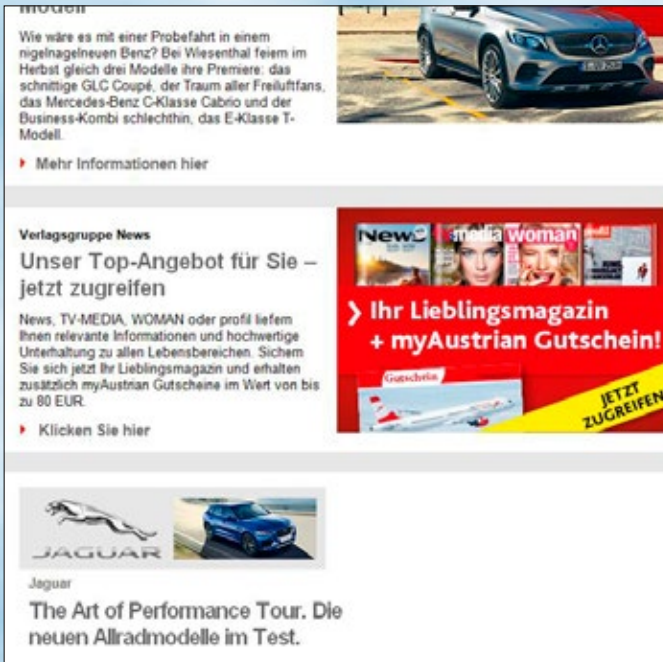 Modell
Wie wäre es mit einer Probefahrt in einem
nigelnagelneuen Benz? Bei Wiesenthal feiern im
Herbst gleich drei Modelle ihre Premiere: das
schnittige GLC Coupé, der Traum aller Freiluftfans,
das Mercedes-Benz C-Klasse Cabrio und der
Business-Kombi schlechthin, das E-Klasse T-
Modell.
Mehr Informationen hier
Verlagsgruppe News
Unser Top-Angebot für Sie –
jetzt zugreifen
News, TV-MEDIA, WOMAN oder profil liefern
Ihnen relevante Informationen und hochwertige
Unterhaltung zu allen Lebensbereichen. Sichern
Sie sich jetzt Ihr Lieblingsmagazin und erhalten
zusätzlich myAustrian Gutscheine im Wert von bis
zu 80 EUR.
Klicken Sie hier
News
media
woman
profil
❯ Ihr Lieblingsmagazin
+ myAustrian Gutschein!
Gutschein
JETZT
ZUGREIFEN
JAGUAR
Jaguar
The Art of Performance Tour. Die
neuen Allradmodelle im Test.